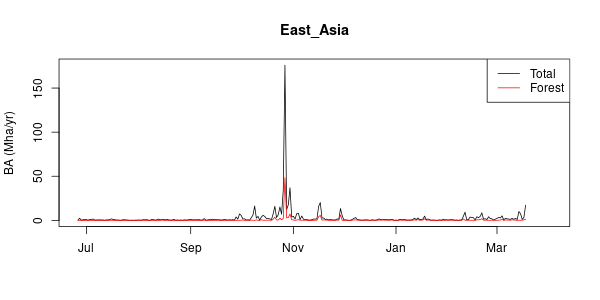 East_Asia
Total
Forest
BA (Mha/yr)
150
100
50
0
Jul Sep Nov Jan Mar